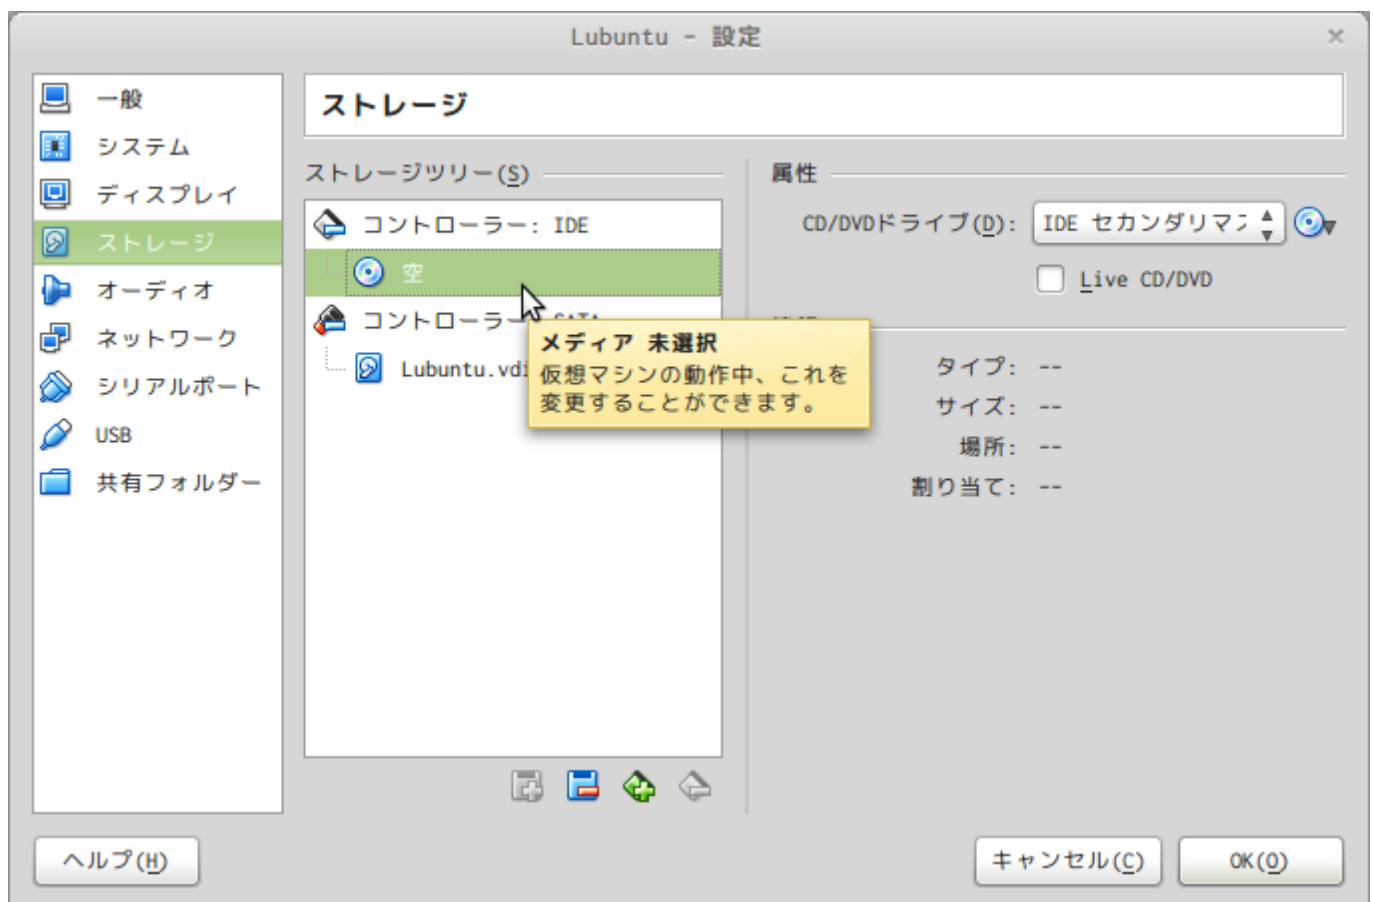 Lubuntu - 設定
一般
システム
ディスプレイ
ストレージ
オーディオ
ネットワーク
シリアルポート
USB
共有フォルダー
ストレージ
ストレージツリー(S)
コントローラー: IDE
空
コントローラー
Lubuntu.vdi
メディア 未選択
仮想マシンの動作中、これを
変更することができます。
属性
CD/DVDドライブ(D): IDE セカンダリマス
Live CD/DVD
タイプ: --
サイズ: --
場所: --
割り当て: --
ヘルプ(H)
キャンセル(C)
OK(O)